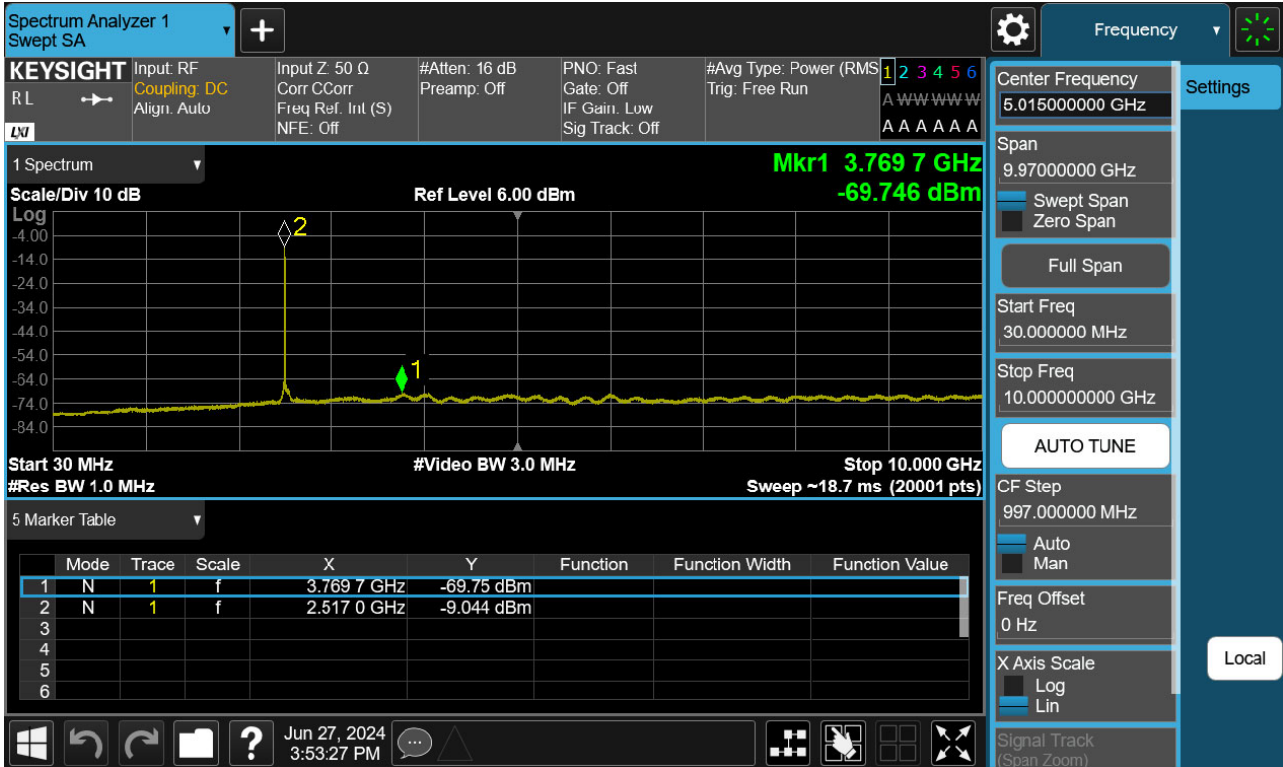 Spectrum Analyzer 1
Swept SA
Frequency
KEYSIGHT
RL
LXI
Input: RF
Coupling: DC
Align: Auto
Input Z: 50 Ω
Corr CCorr
Freq Ref: Int (S)
NFE: Off
#Atten: 16 dB
Preamp: Off
PNO: Fast
Gate: Off
IF Gain: Low
Sig Track: Off
#Avg Type: Power (RMS
Trig: Free Run
1 2 3 4 5 6
A W W W W W
A A A A A A
1 Spectrum
Mkr1 3.769 7 GHz
Scale/Div 10 dB
Ref Level 6.00 dBm
-69.746 dBm
Log
-4.00
-14.0
-24.0
-34.0
-44.0
-54.0
-64.0
-74.0
-84.0
2
1
Start 30 MHz
#Video BW 3.0 MHz
Stop 10.000 GHz
#Res BW 1.0 MHz
Sweep ~18.7 ms (20001 pts)
5 Marker Table
Mode Trace Scale X Y Function Function Width Function Value
1 N 1 f 3.769 7 GHz -69.75 dBm
2 N 1 f 2.517 0 GHz -9.044 dBm
3
4
5
6
Jun 27, 2024
3:53:27 PM
Center Frequency
5.015000000 GHz
Span
9.97000000 GHz
Swept Span
Zero Span
Full Span
Start Freq
30.000000 MHz
Stop Freq
10.000000000 GHz
AUTO TUNE
CF Step
997.000000 MHz
Auto
Man
Freq Offset
0 Hz
X Axis Scale
Log
Lin
Signal Track
(Span Zoom)
Settings
Local